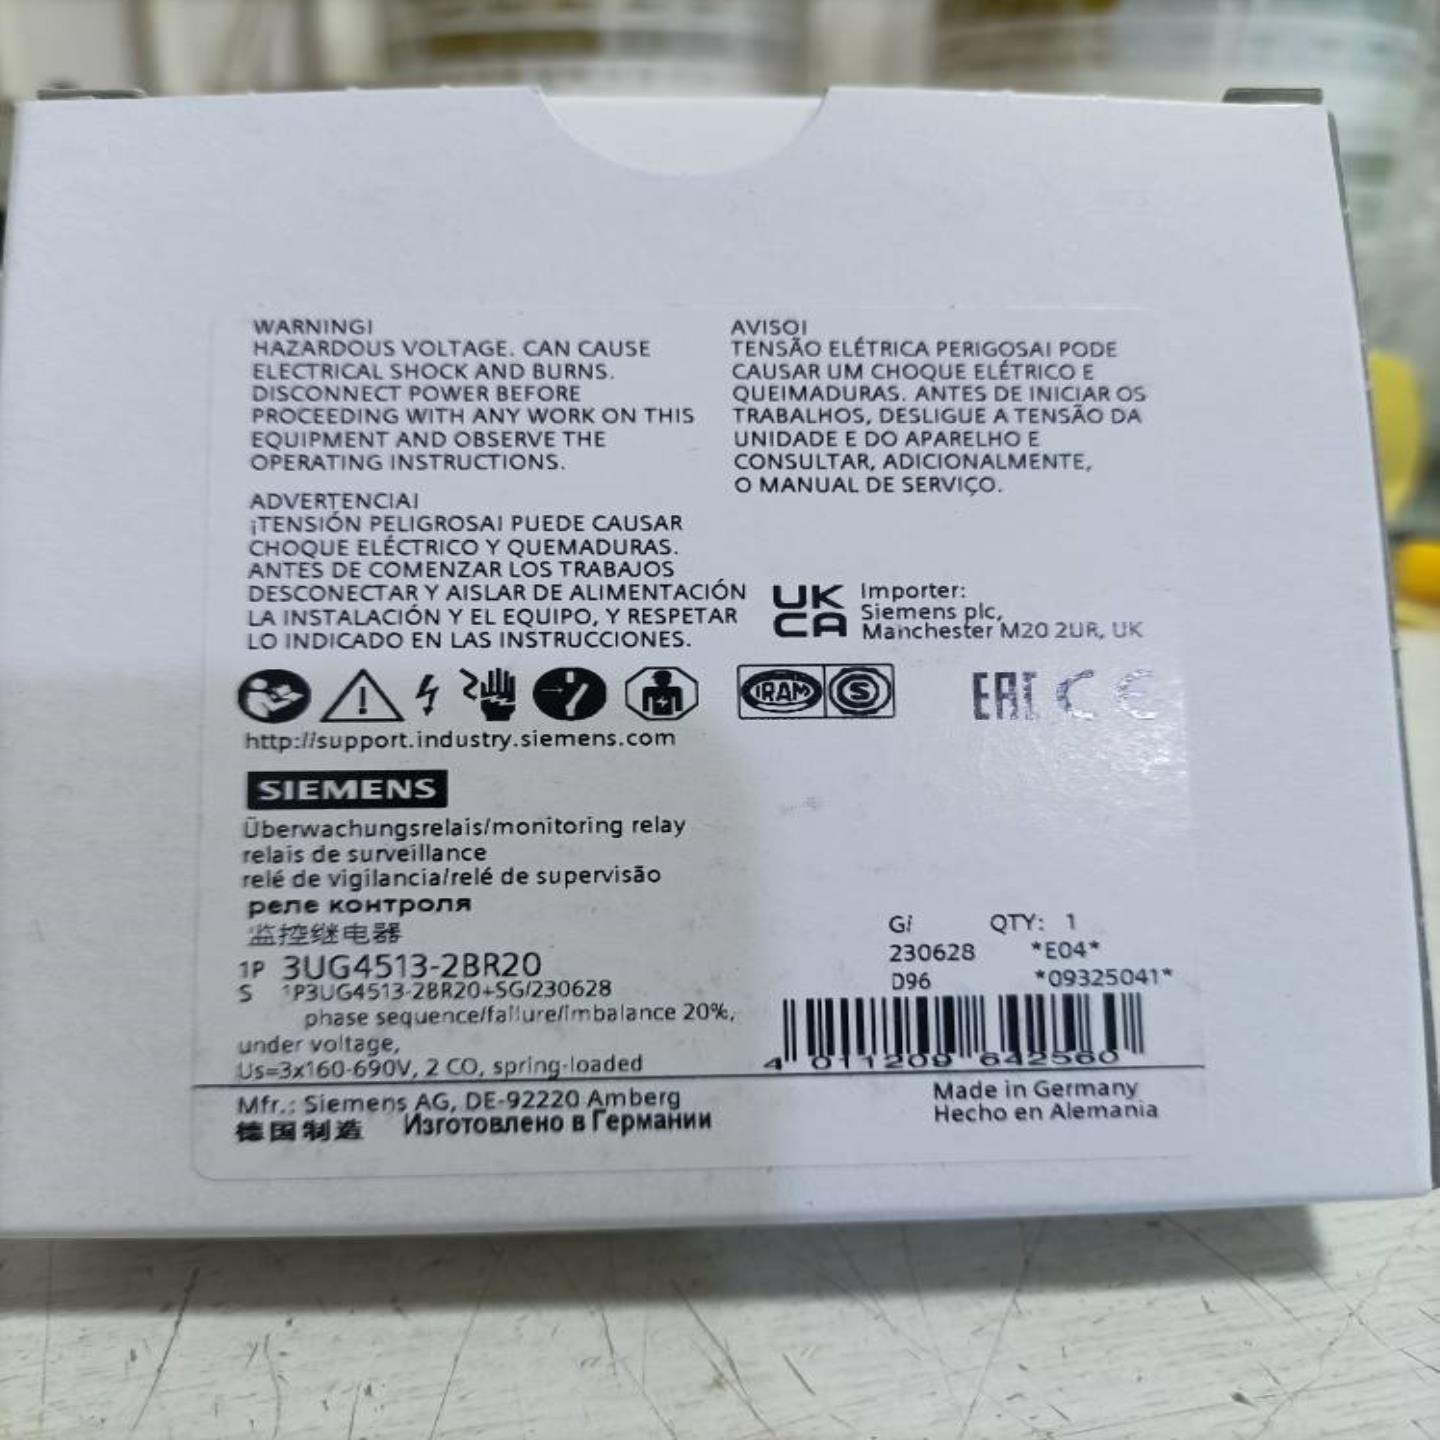 WARNING!
HAZARDOUS VOLTAGE. CAN CAUSE
ELECTRICAL SHOCK AND BURNS.
DISCONNECT POWER BEFORE
PROCEEDING WITH ANY WORK ON THIS
EQUIPMENT AND OBSERVE THE
OPERATING INSTRUCTIONS.
ADVERTENCIA!
¡TENSIÓN PELIGROSA! PUEDE CAUSAR
CHOQUE ELÉCTRICO Y QUEMADURAS.
ANTES DE COMENZAR LOS TRABAJOS
DESCONECTAR Y AISLAR DE ALIMENTACIÓN
LA INSTALACIÓN Y EL EQUIPO, Y RESPETAR
LO INDICADO EN LAS INSTRUCCIONES.
AVISO!
TENSÃO ELÉTRICA PERIGOSA! PODE
CAUSAR UM CHOQUE ELÉTRICO E
QUEIMADURAS. ANTES DE INICIAR OS
TRABALHOS, DESLIGUE A TENSÃO DA
UNIDADE E DO APARELHO E
CONSULTAR, ADICIONALMENTE,
O MANUAL DE SERVIÇO.
UK
CA
Importer:
Siemens plc,
Manchester M20 2UR, UK
IRAM S
EAC CE
http://support.industry.siemens.com
SIEMENS
Überwachungsrelais/monitoring relay
relais de surveillance
relé de vigilancia/relé de supervisão
реле контроля
监控继电器
1P 3UG4513-2BR20
S 1P3UG4513-2BR20+SG/230628
phase sequence/failure/imbalance 20%,
under voltage,
Us=3x160-690V, 2 CO, spring-loaded
G/ QTY: 1
230628 *E04*
D96 *09325041*
4 011209 642560
Mfr.: Siemens AG, DE-92220 Amberg
德国制造 Изготовлено в Германии
Made in Germany
Hecho en Alemania